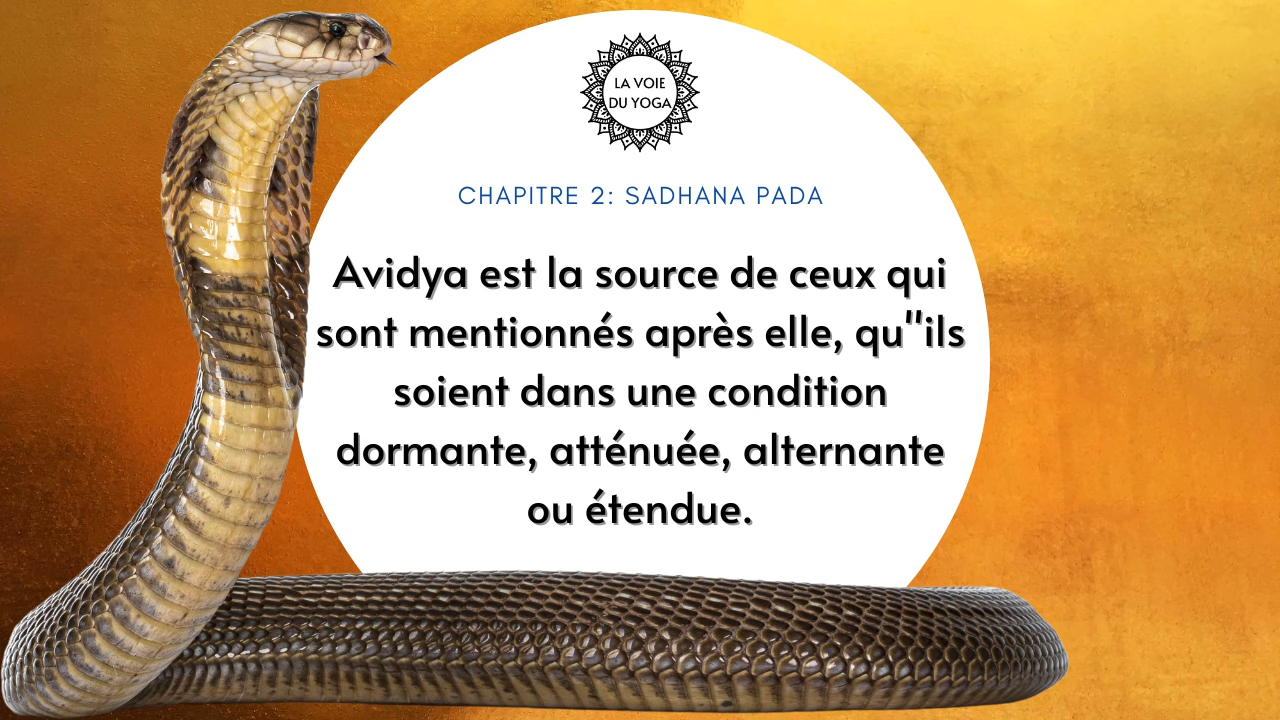 LA VOIE
DU YOGA
CHAPITRE 2: SADHANA PADA
Avidya est la source de ceux qui
sont mentionnés après elle, qu"ils
soient dans une condition
dormante, atténuée, alternante
ou étendue.